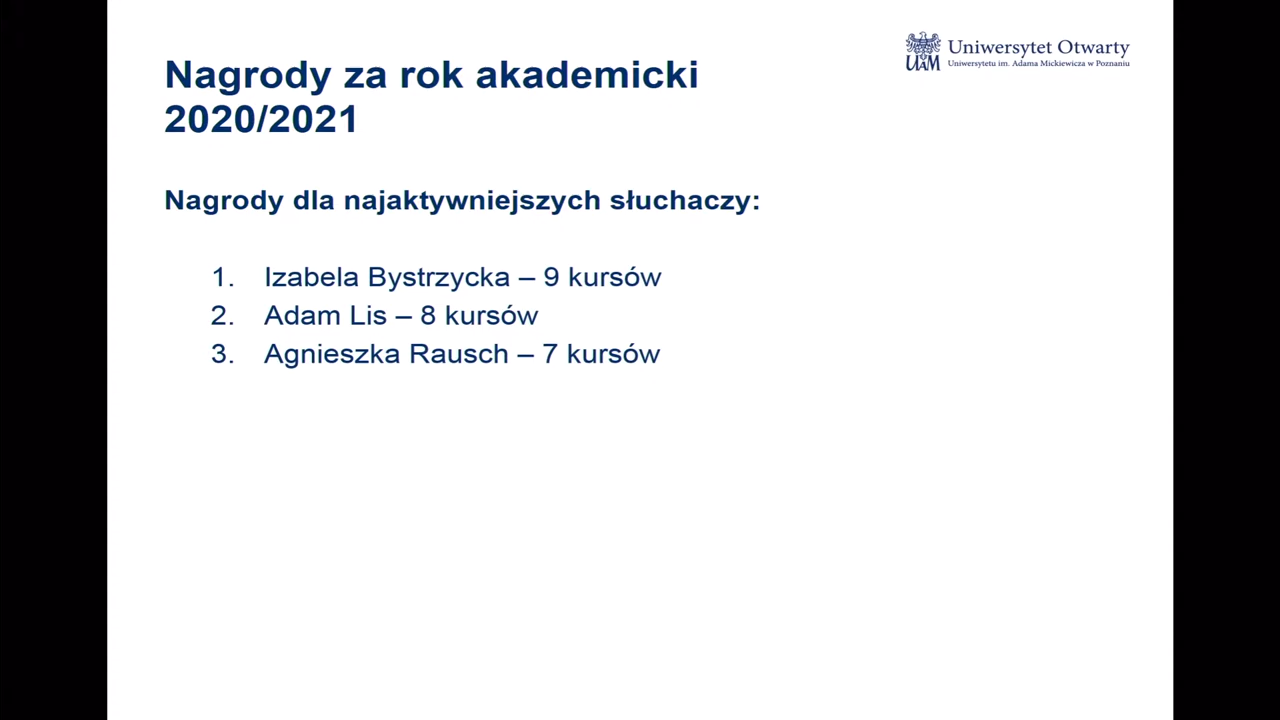 Uniwersytet Otwarty
Uniwersytetu im. Adama Mickiewicza w Poznaniu
UAM
Nagrody za rok akademicki
2020/2021
Nagrody dla najaktywniejszych słuchaczy:
1. Izabela Bystrzycka – 9 kursów
2. Adam Lis – 8 kursów
3. Agnieszka Rausch – 7 kursów